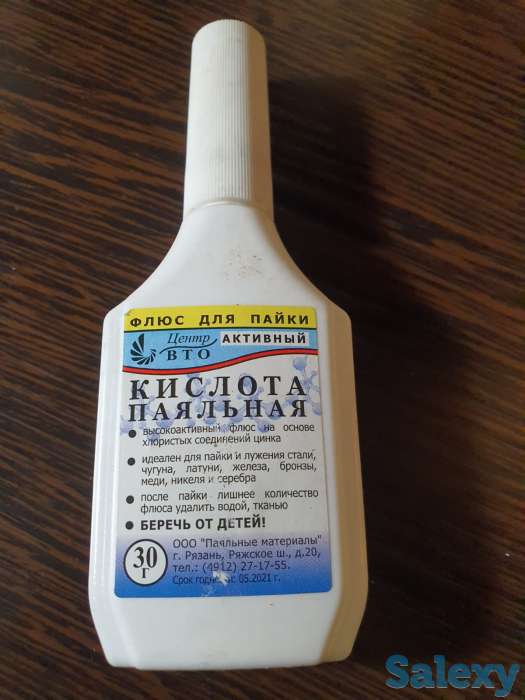 ФЛЮС ДЛЯ ПАЙКИ
Центр АКТИВНЫЙ
ВТО
КИСЛОТА
ПАЯЛЬНАЯ
• высокоактивный флюс на основе
хлористых соединений цинка
• идеален для пайки и лужения стали,
чугуна, латуни, железа, бронзы,
меди, никеля и серебра
• после пайки лишнее количество
флюса удалить водой, тканью
• БЕРЕЧЬ ОТ ДЕТЕЙ!
30 г
ООО "Паяльные материалы"
г. Рязань, Ряжское ш., д.20,
тел.: (4912) 27-17-55.
Срок годности: 05.2021 г.
Salexy